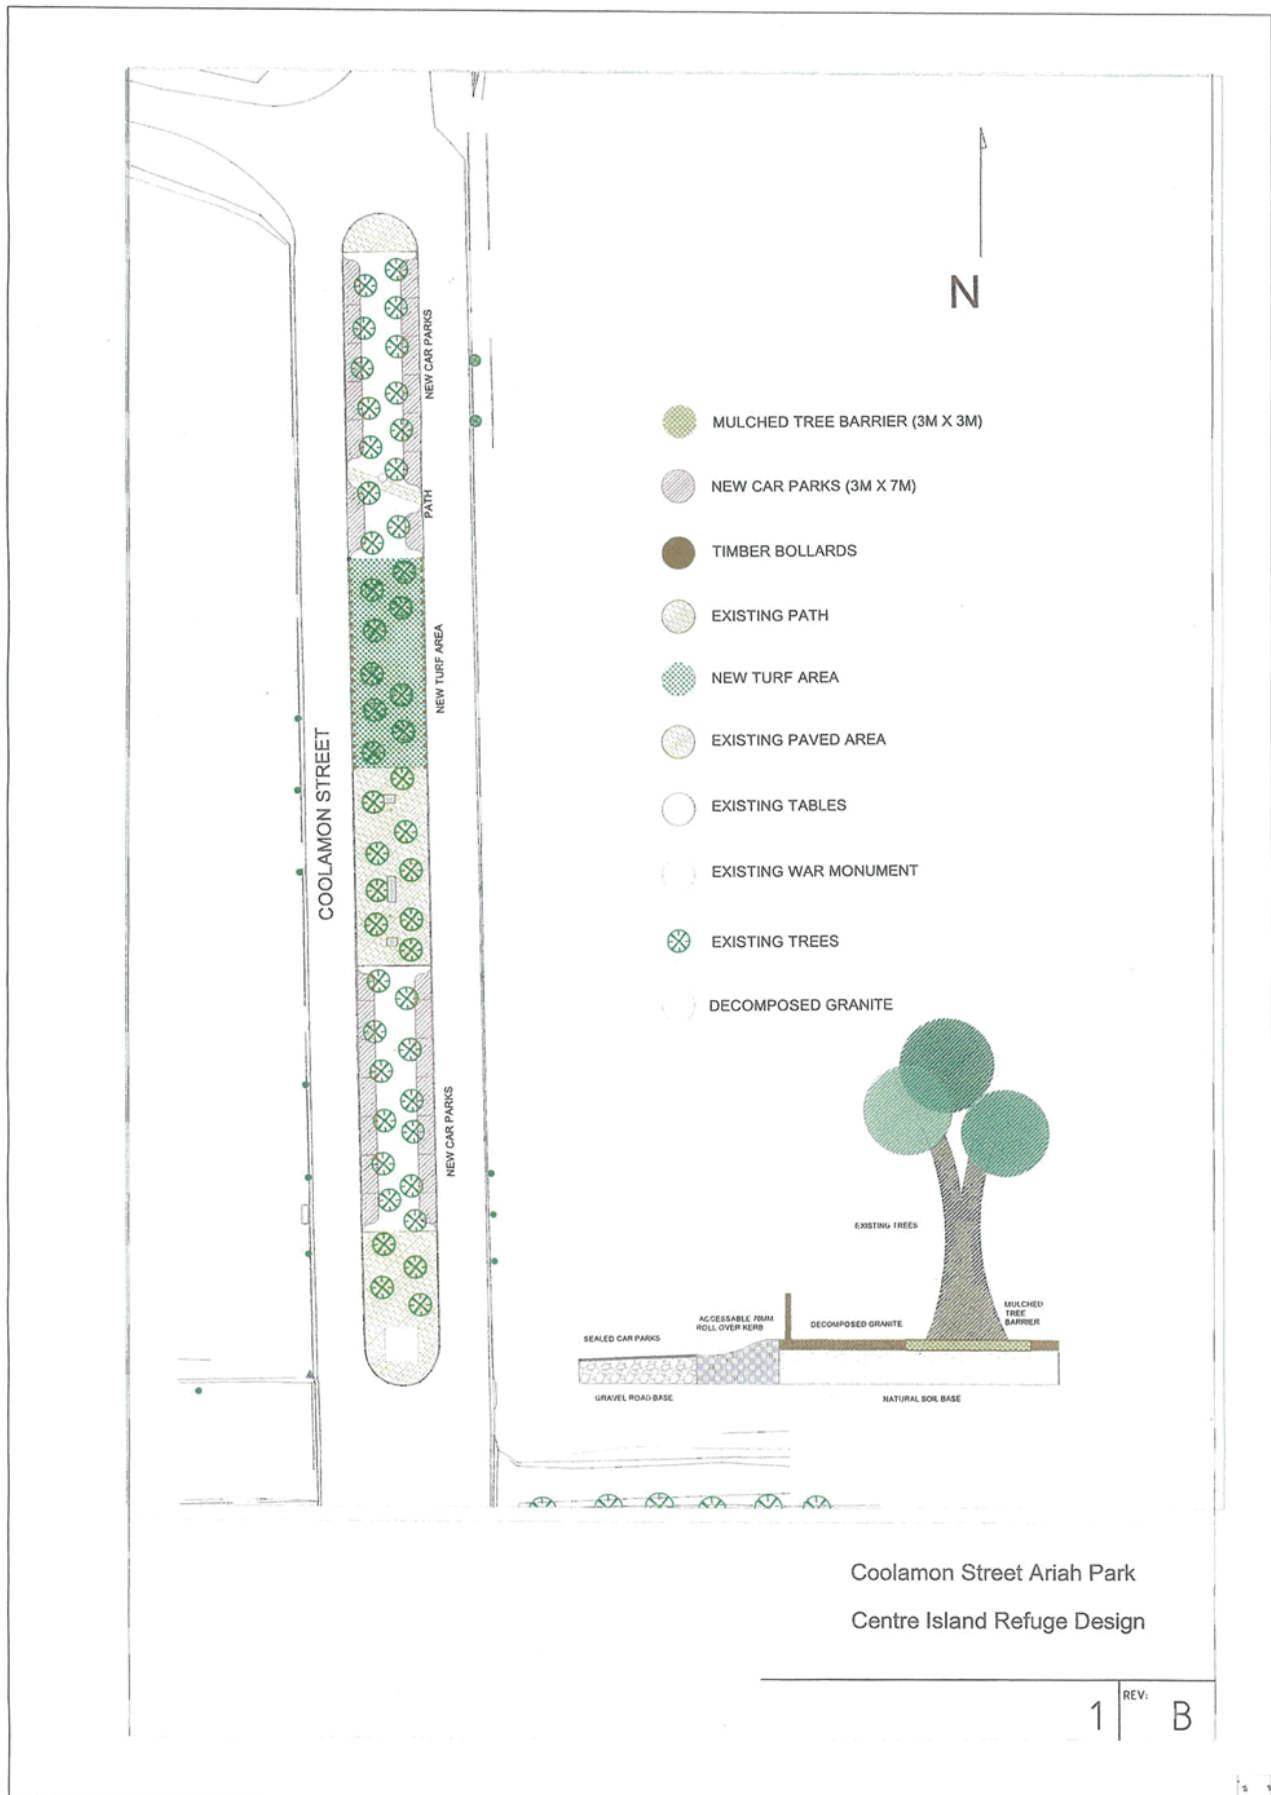 N
NEW CAR PARKS
PATH
NEW TURF AREA
COOLAMON STREET
NEW CAR PARKS
MULCHED TREE BARRIER (3M X 3M)
NEW CAR PARKS (3M X 7M)
TIMBER BOLLARDS
EXISTING PATH
NEW TURF AREA
EXISTING PAVED AREA
EXISTING TABLES
EXISTING WAR MONUMENT
EXISTING TREES
DECOMPOSED GRANITE
EXISTING TREES
MULCHED
TREE
BARRIER
ACCESSABLE 70MM
ROLL OVER KERB
DECOMPOSED GRANITE
SEALED CAR PARKS
GRAVEL ROAD BASE
NATURAL SOIL BASE
Coolamon Street Ariah Park
Centre Island Refuge Design
1
REV:
B